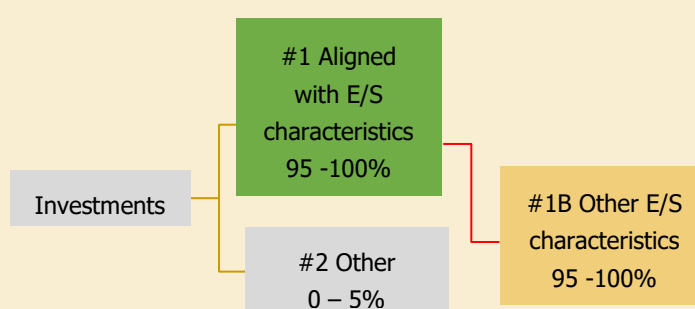 #1 Aligned
with E/S
characteristics
95 -100%
Investments
#1B Other E/S
characteristics
95 -100%
#2 Other
0 – 5%